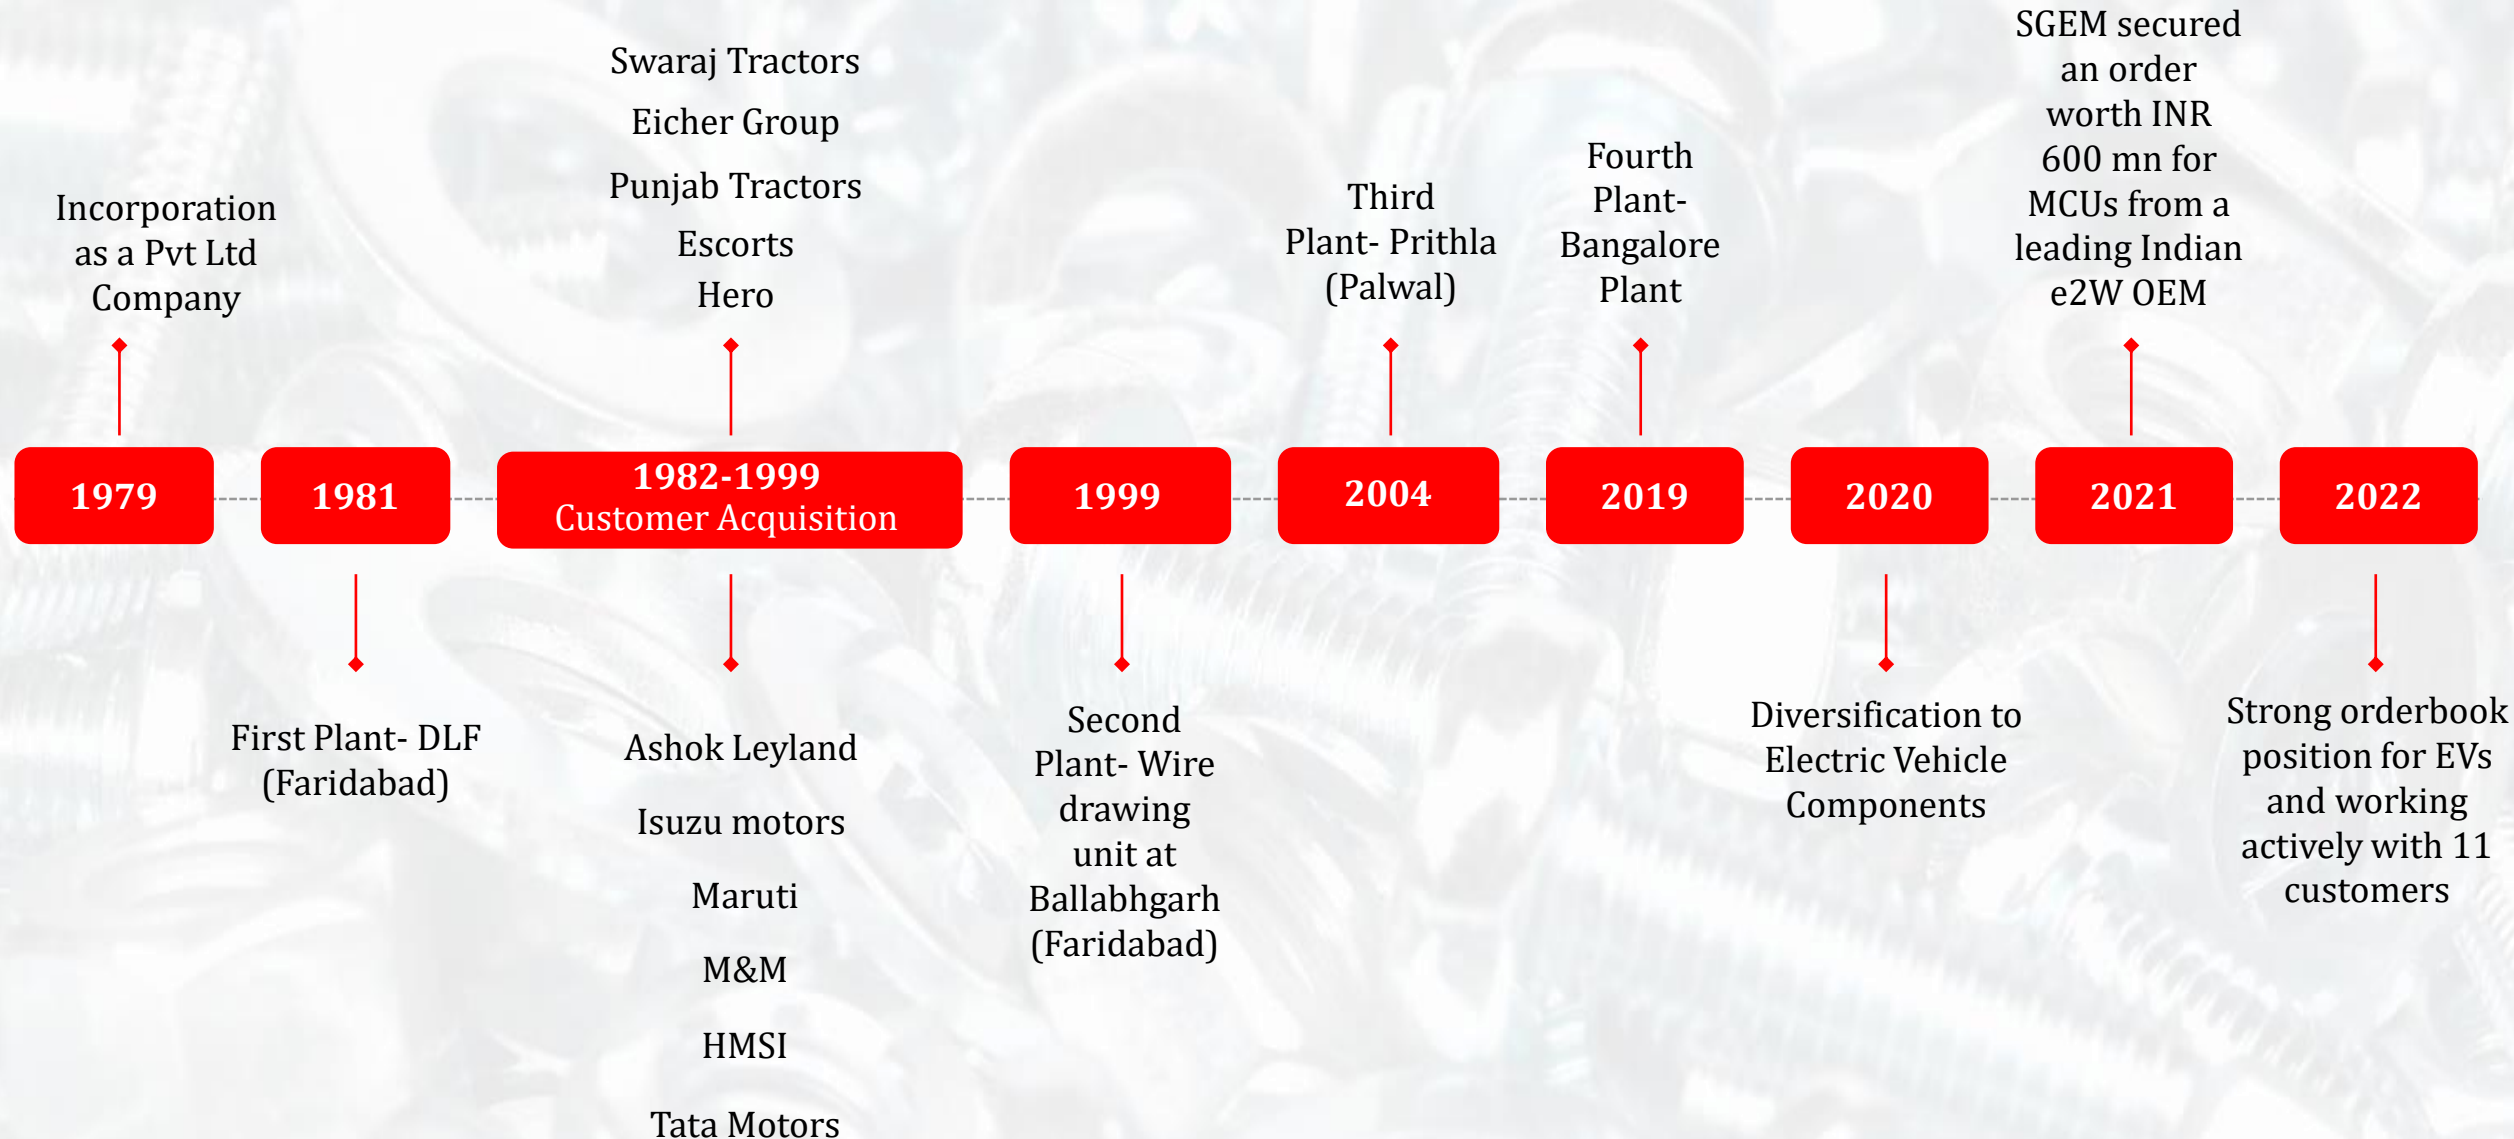 Incorporation
as a Pvt Ltd
Company
1979
1981
First Plant- DLF
(Faridabad)
Swaraj Tractors
Eicher Group
Punjab Tractors
Escorts
Hero
1982-1999
Customer Acquisition
Ashok Leyland
Isuzu motors
Maruti
M&M
HMSI
Tata Motors
1999
Second
Plant- Wire
drawing
unit at
Ballabhgarh
(Faridabad)
Third
Plant- Prithla
(Palwal)
2004
Fourth
Plant-
Bangalore
Plant
2019
2020
Diversification to
Electric Vehicle
Components
SGEM secured
an order
worth INR
600 mn for
MCUs from a
leading Indian
e2W OEM
2021
2022
Strong orderbook
position for EVs
and working
actively with 11
customers